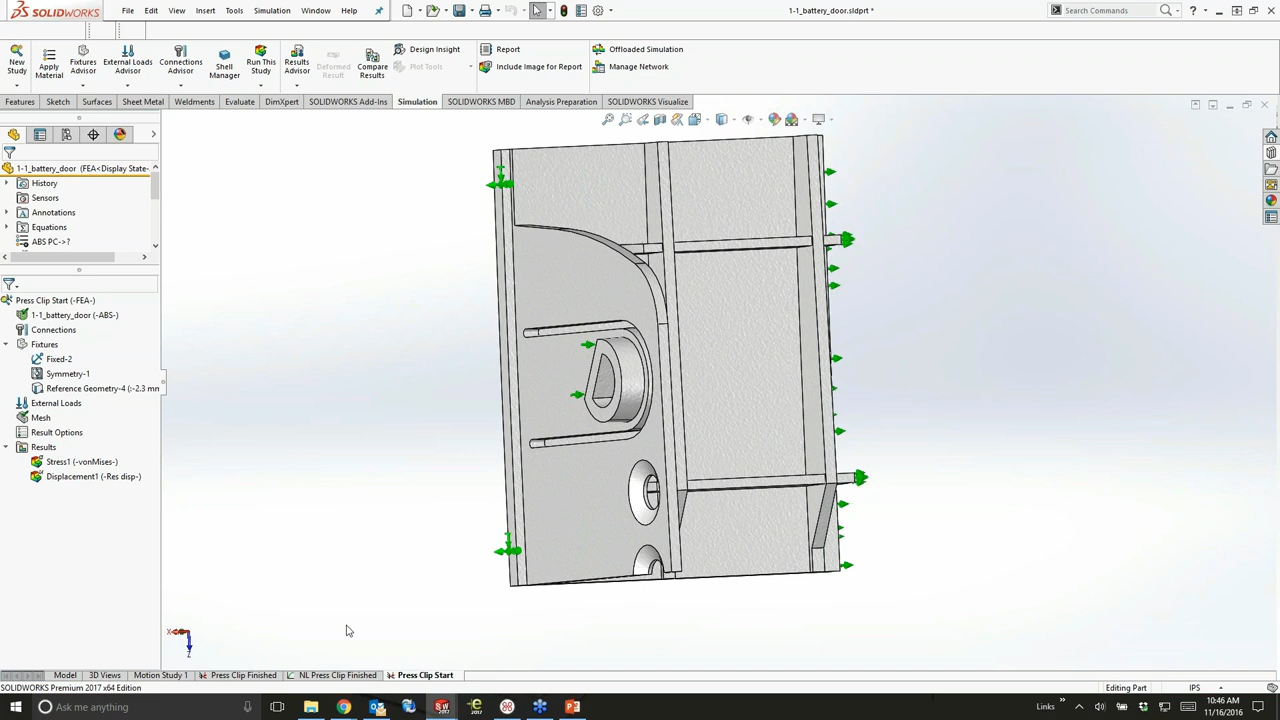 SOLIDWORKS
File
Edit
View
Insert
Tools
Simulation
Window
Help
1-1_battery_door.sldprt *
Search Commands
New Study
Apply Material
Fixtures Advisor
External Loads Advisor
Connections Advisor
Shell Manager
Run This Study
Results Advisor
Deformed Result
Compare Results
Design Insight
Plot Tools
Report
Include Image for Report
Offloaded Simulation
Manage Network
Features
Sketch
Surfaces
Sheet Metal
Weldments
Evaluate
DimXpert
SOLIDWORKS Add-Ins
Simulation
SOLIDWORKS MBD
Analysis Preparation
SOLIDWORKS Visualize
1-1_battery_door (FEA<Display State-
History
Sensors
Annotations
Equations
ABS PC->?
Press Clip Start (-FEA-)
1-1_battery_door (-ABS-)
Connections
Fixtures
Fixed-2
Symmetry-1
Reference Geometry-4 (:-2.3 mm
External Loads
Mesh
Result Options
Results
Stress1 (-vonMises-)
Displacement1 (-Res disp-)
X
Z
Model
3D Views
Motion Study 1
Press Clip Finished
NL Press Clip Finished
Press Clip Start
SOLIDWORKS Premium 2017 x64 Edition
Editing Part
IPS
Ask me anything
Links
10:46 AM
11/16/2016